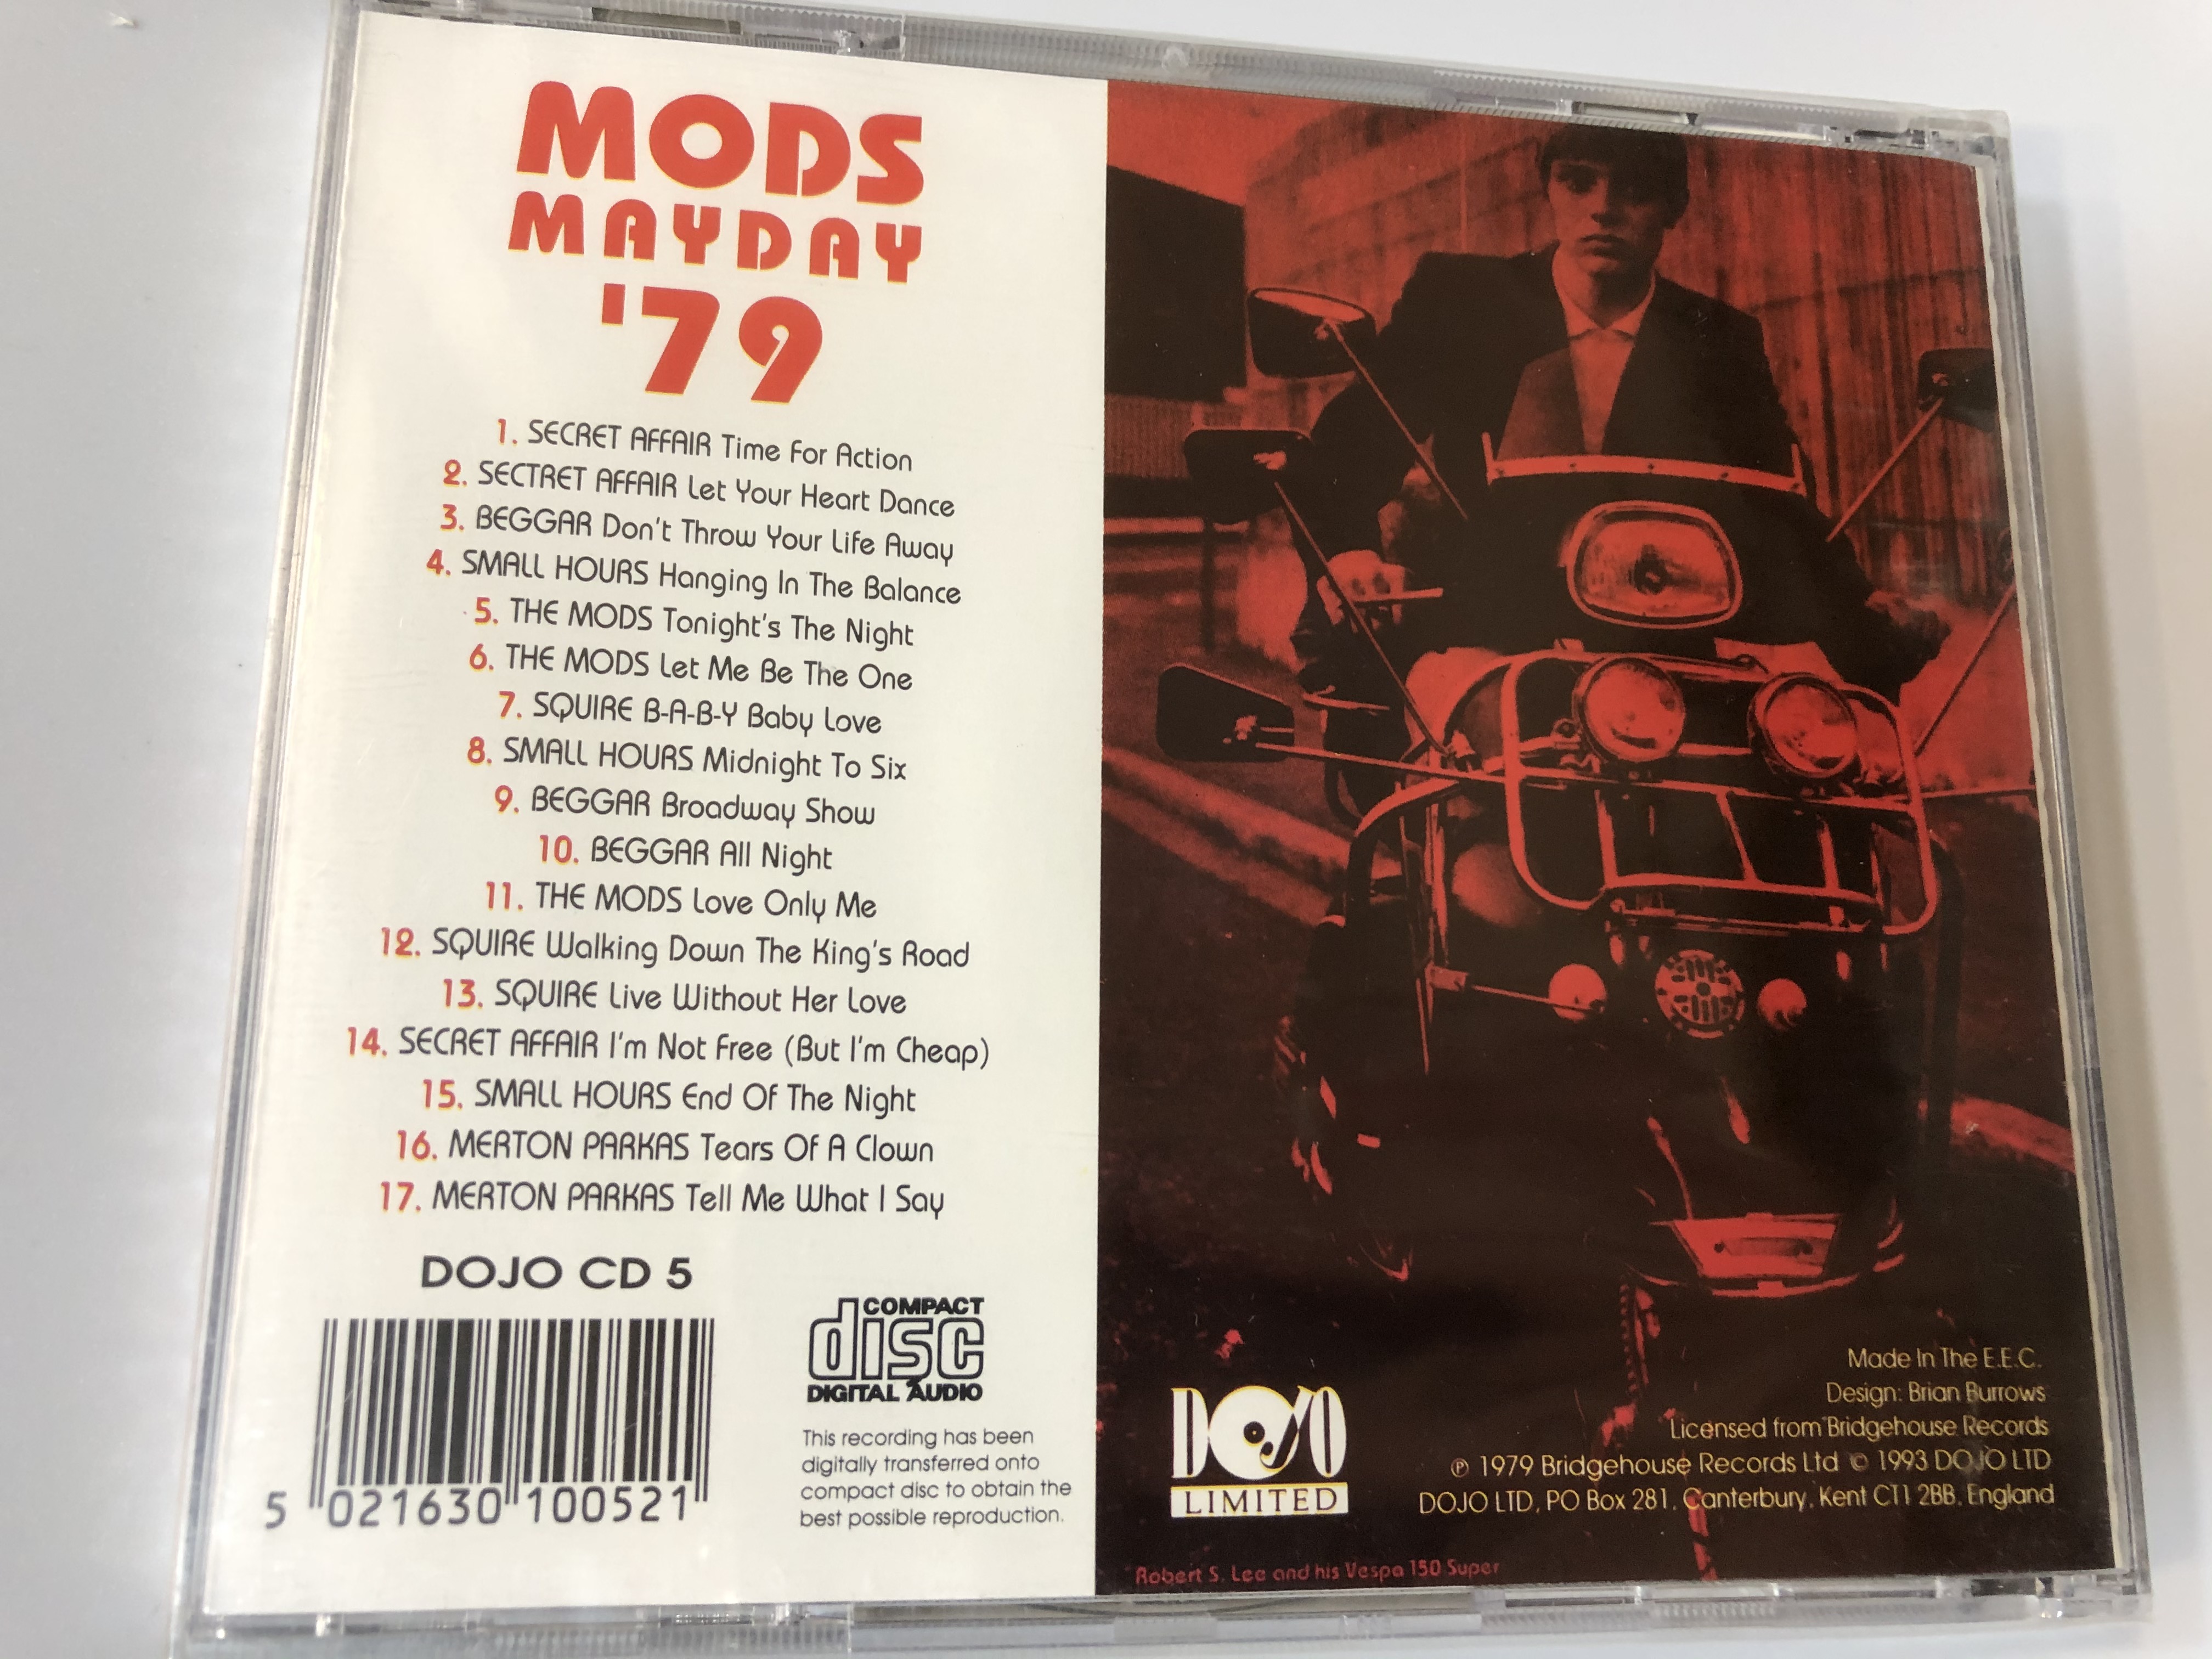 MODS
MAYDAY
'79
1. SECRET AFFAIR Time For Action
2. SECTRET AFFAIR Let Your Heart Dance
3. BEGGAR Don't Throw Your Life Away
4. SMALL HOURS Hanging In The Balance
5. THE MODS Tonight's The Night
6. THE MODS Let Me Be The One
7. SQUIRE B-A-B-Y Baby Love
8. SMALL HOURS Midnight To Six
9. BEGGAR Broadway Show
10. BEGGAR All Night
11. THE MODS Love Only Me
12. SQUIRE Walking Down The King's Road
13. SQUIRE Live Without Her Love
14. SECRET AFFAIR I'm Not Free (But I'm Cheap)
15. SMALL HOURS End Of The Night
16. MERTON PARKAS Tears Of A Clown
17. MERTON PARKAS Tell Me What I Say
DOJO CD 5
5 021630 100521
COMPACT
disc
DIGITAL AUDIO
This recording has been
digitally transferred onto
compact disc to obtain the
best possible reproduction.
DOJO
LIMITED
Made In The E.E.C.
Design: Brian Burrows
Licensed from Bridgehouse Records
℗ 1979 Bridgehouse Records Ltd © 1993 DOJO LTD
DOJO LTD, PO Box 281, Canterbury, Kent CT1 2BB, England
Robert S. Lee and his Vespa 150 Super